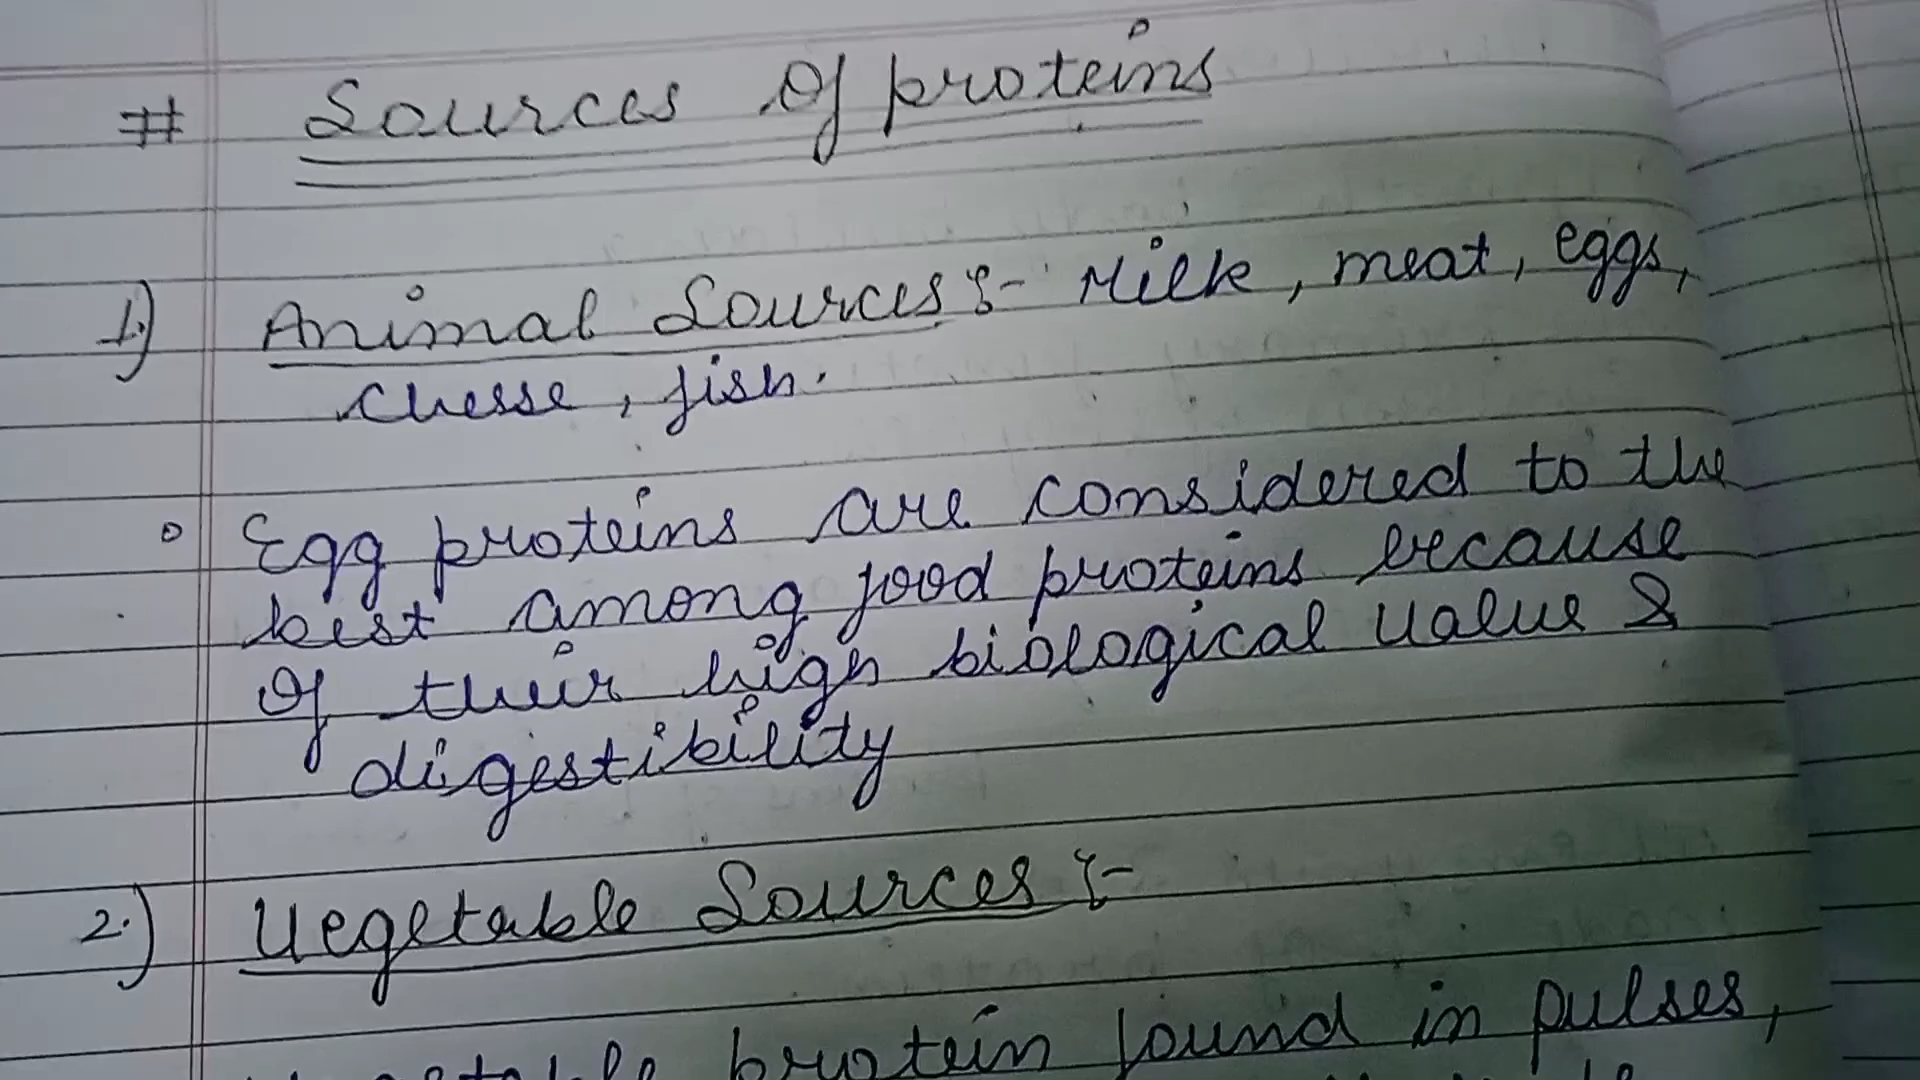 # Sources Of proteins
1.) Animal Sources :- Milk, meat, eggs,
chesse, fish.
Egg proteins are considered to the
best among food proteins because
Of their high biological value &
digestibility
2.) Vegetable Sources :-
protein found in pulses,